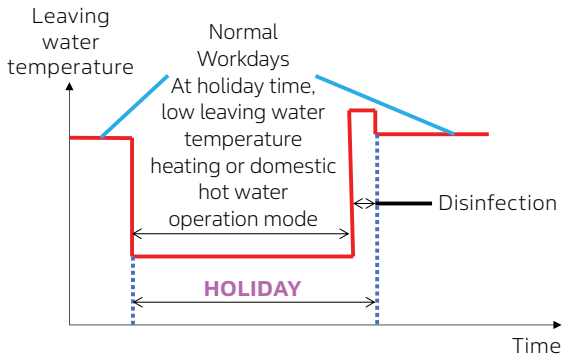 Leaving
water
temperature
Normal
Workdays
At holiday time,
low leaving water
temperature
heating or domestic
hot water
operation mode
Disinfection
HOLIDAY
Time